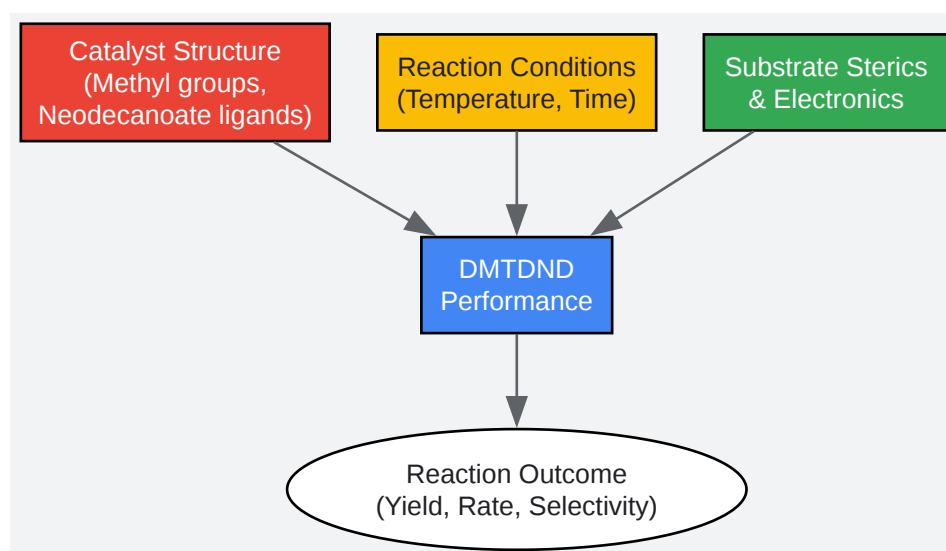 Catalyst Structure
(Methyl groups,
Neodecanoate ligands)
Reaction Conditions
(Temperature, Time)
Substrate Sterics
& Electronics
DMTDND
Performance
Reaction Outcome
(Yield, Rate, Selectivity)